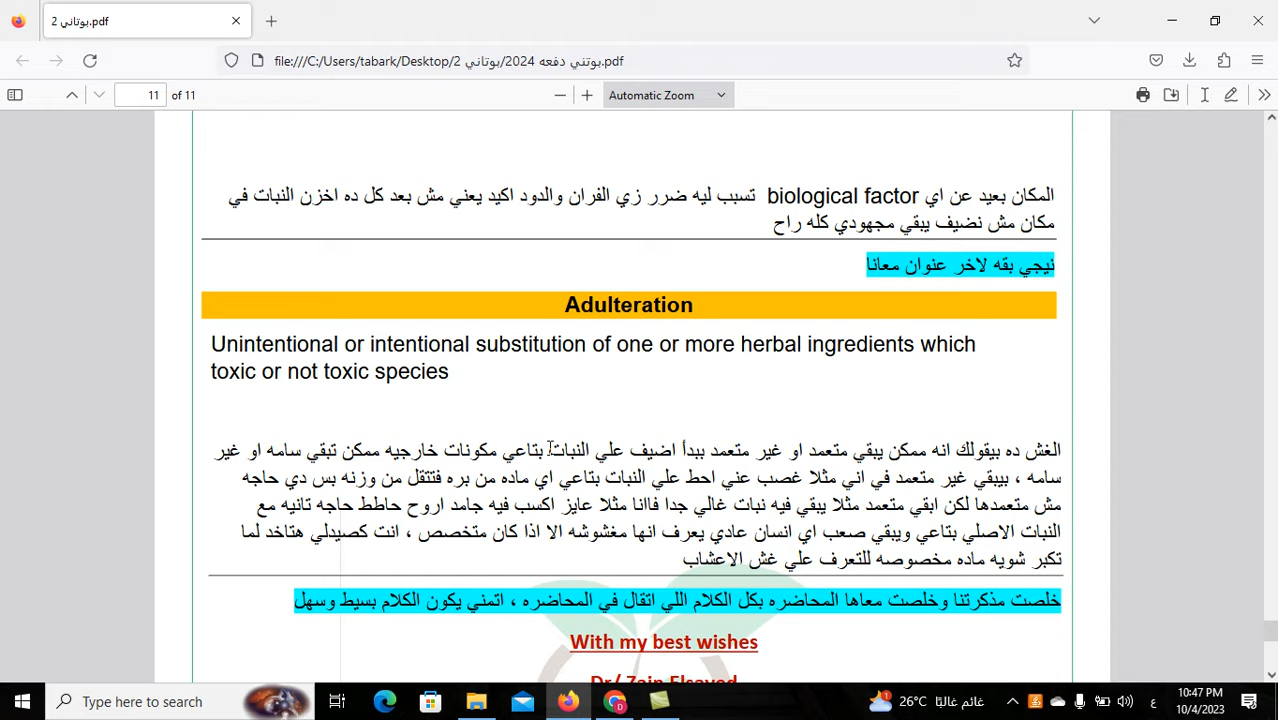 بوتاني 2.pdf
file:///C:/Users/tabark/Desktop/بوتني دفعه 2024/بوتاني 2.pdf
11 of 11
Automatic Zoom
المكان بعيد عن اي biological factor تسبب ليه ضرر زي الفران والدود اكيد يعني مش بعد كل ده اخزن النبات في
مكان مش نضيف يبقي مجهودي كله راح
نيجي بقه لاخر عنوان معانا
Adulteration
Unintentional or intentional substitution of one or more herbal ingredients which
toxic or not toxic species
الغش ده بيقولك انه ممكن يبقي متعمد او غير متعمد ببدأ اضيف علي النبات بتاعي مكونات خارجيه ممكن تبقي سامه او غير
سامه ، بيبقي غير متعمد في اني مثلا غصب عني احط علي النبات بتاعي اي ماده من بره فتتقل من وزنه بس دي حاجه
مش متعمدها لكن ابقي متعمد مثلا يبقي فيه نبات غالي جدا فاانا مثلا عايز اكسب فيه جامد اروح حاطط حاجه تانيه مع
النبات الاصلي بتاعي ويبقي صعب اي انسان عادي يعرف انها مغشوشه الا اذا كان متخصص ، انت كصيدلي هتاخد لما
تكبر شويه ماده مخصوصه للتعرف علي غش الاعشاب
خلصت مذكرتنا وخلصت معاها المحاضره بكل الكلام اللي اتقال في المحاضره ، اتمني يكون الكلام بسيط وسهل
With my best wishes
Dr/ Zain Elsayed
Type here to search
26°C غائم غالبًا
ع
10:47 PM
10/4/2023